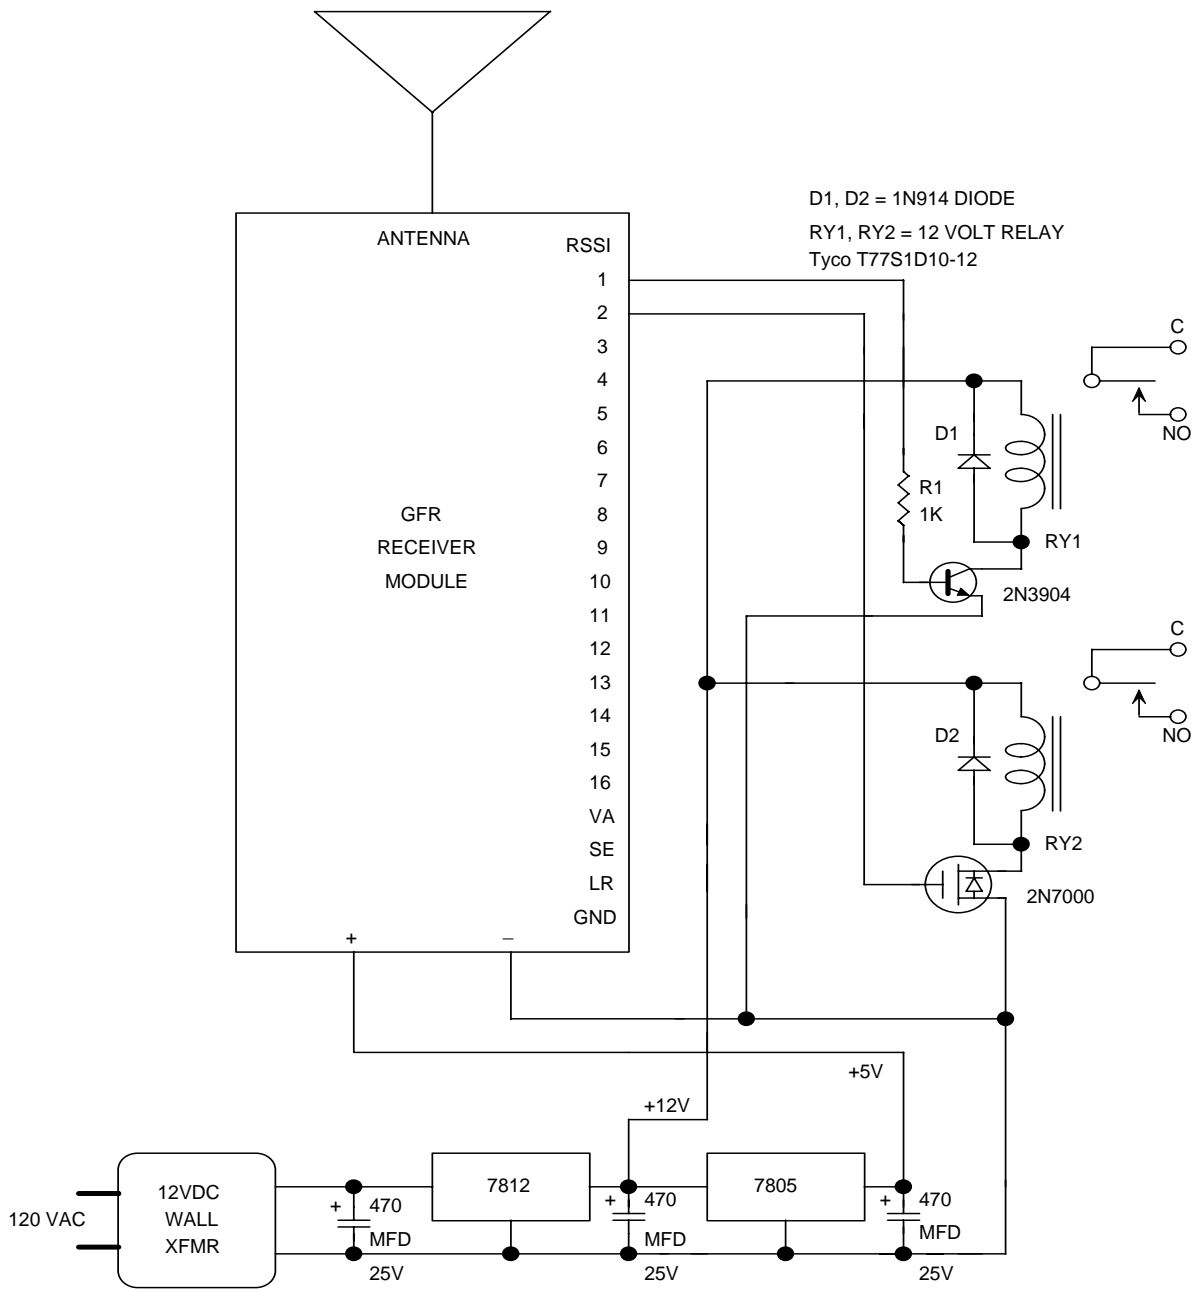 D1, D2 = 1N914 DIODE
RY1, RY2 = 12 VOLT RELAY
Tyco T77S1D10-12
ANTENNA
RSSI
1
2
3
4
5
6
7
8
9
10
11
12
13
14
15
16
VA
SE
LR
GND
GFR
RECEIVER
MODULE
+
–
C
NO
D1
R1
1K
RY1
2N3904
C
NO
D2
RY2
2N7000
+5V
+12V
120 VAC
12VDC
WALL
XFMR
+
470
MFD
25V
7812
+
470
MFD
25V
7805
+
470
MFD
25V